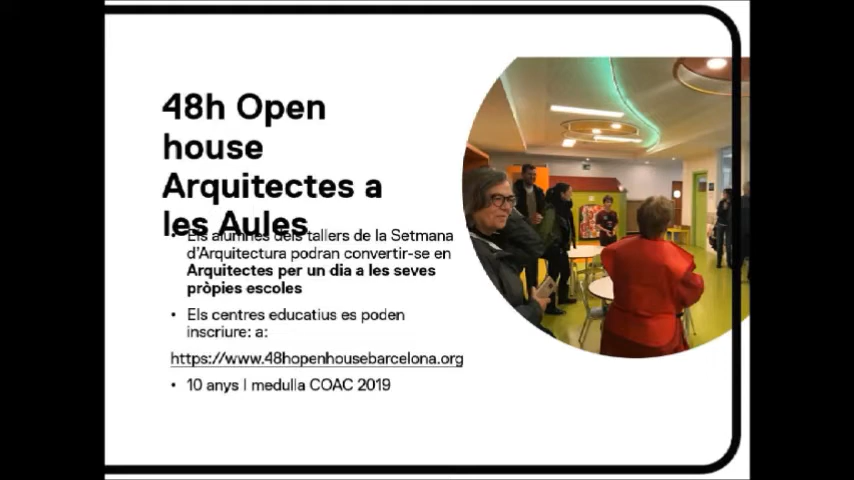 48h Open
house
Arquitectes a
les Aules
• Els alumnes dels tallers de la Setmana
d'Arquitectura podran convertir-se en
Arquitectes per un dia a les seves
pròpies escoles
• Els centres educatius es poden
inscriure: a:
https://www.48hopenhousebarcelona.org
• 10 anys I medulla COAC 2019